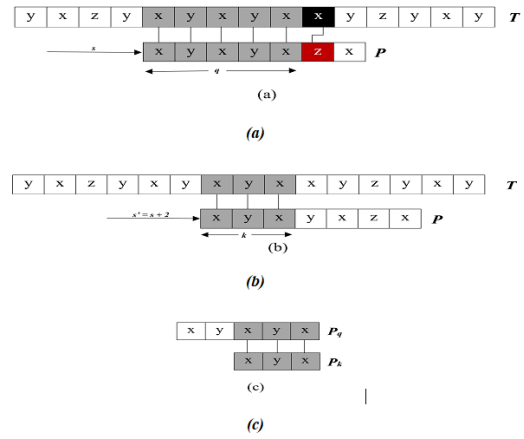 y x z y x y x y x x y z y x y T
s x y x y x z x P
q
(a)
(a)
y x z y x y x y x x y z y x y T
s' = s + 2 x y x y x z x P
k
(b)
(b)
x y x y x Pq
x y x Pk
(c)
(c)